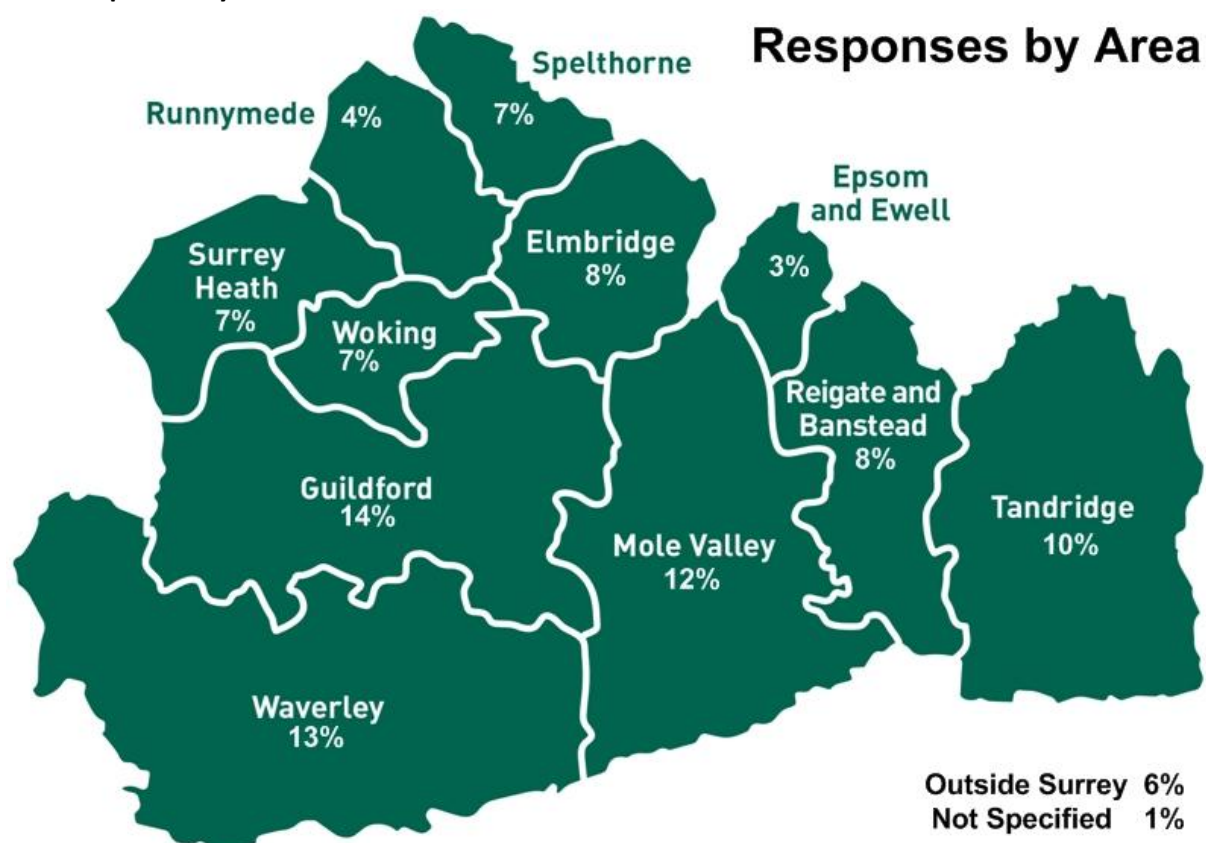 Responses by Area
Spelthorne
7%
Runnymede
4%
Epsom
and Ewell
3%
Surrey
Heath
7%
Elmbridge
8%
Woking
7%
Reigate and
Banstead
8%
Guildford
14%
Mole Valley
12%
Tandridge
10%
Waverley
13%
Outside Surrey 6%
Not Specified 1%